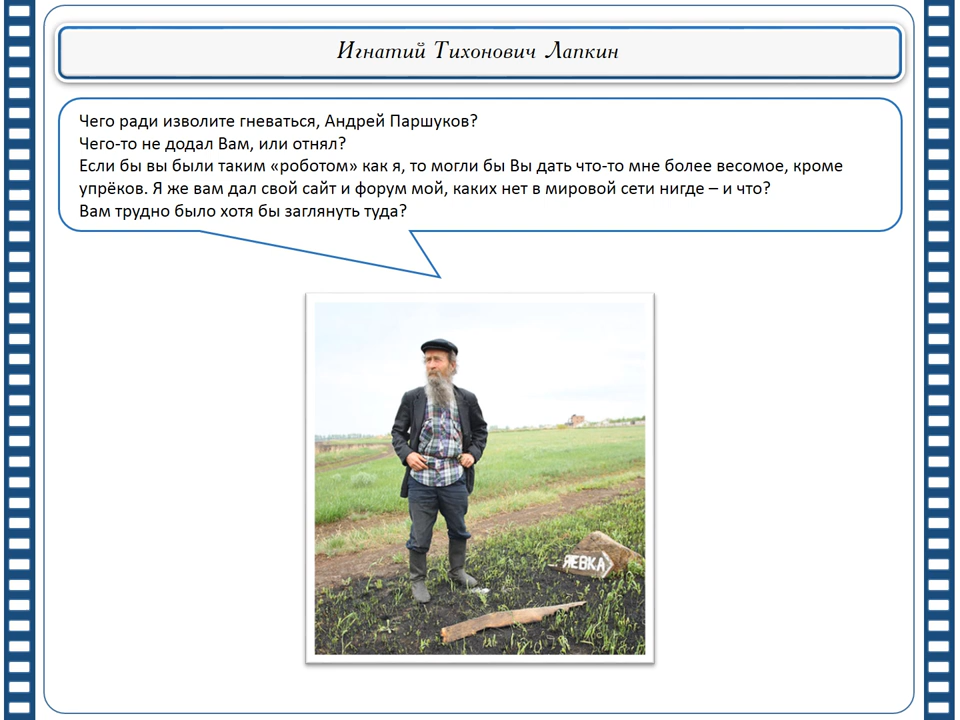 Игнатий Тихонович Лапкин
Чего ради изволите гневаться, Андрей Паршуков?
Чего-то не додал Вам, или отнял?
Если бы вы были таким «роботом» как я, то могли бы Вы дать что-то мне более весомое, кроме
упрёков. Я же вам дал свой сайт и форум мой, каких нет в мировой сети нигде – и что?
Вам трудно было хотя бы заглянуть туда?
ЯЕВКА